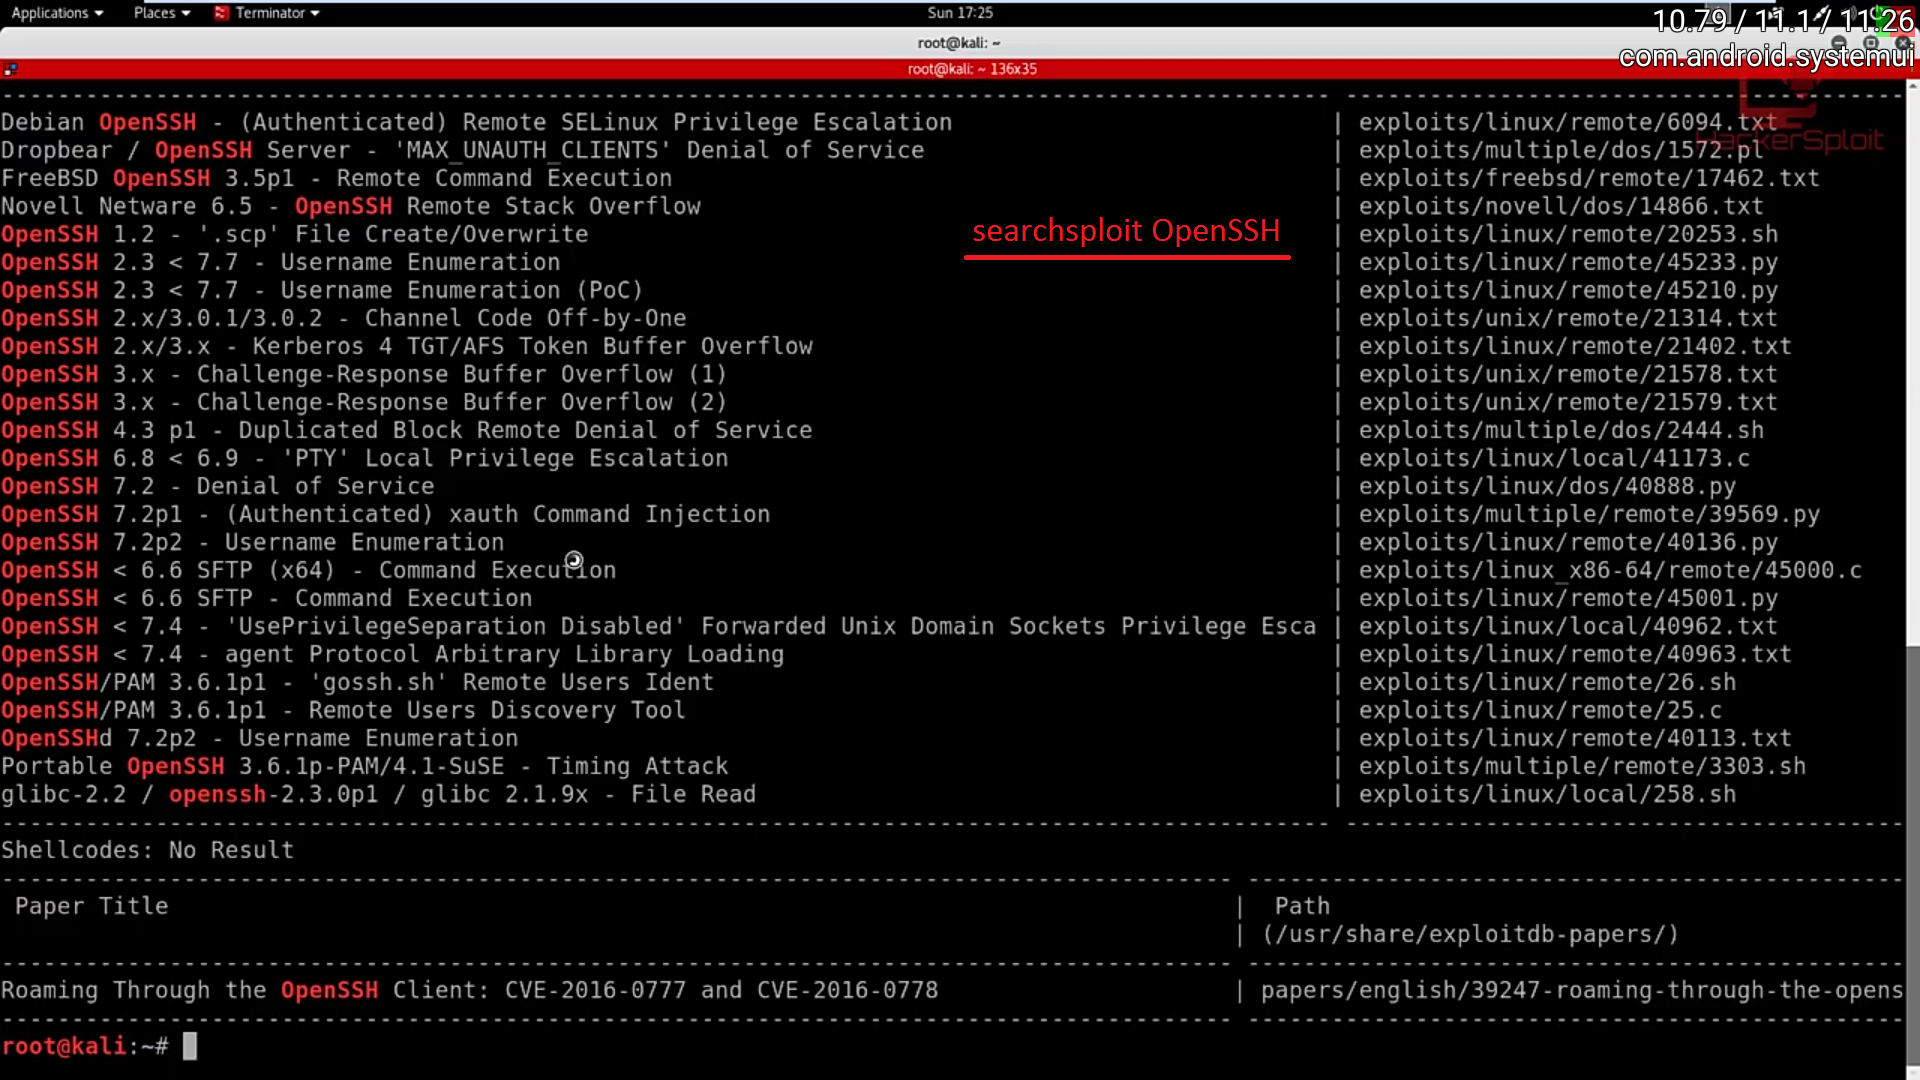 Applications ▾ Places ▾ Terminator ▾ Sun 17:25
10.79 / 11.1 / 11.26
root@kali: ~
com.android.systemui
root@kali: ~ 136x35
HackerSploit
Debian OpenSSH - (Authenticated) Remote SELinux Privilege Escalation | exploits/linux/remote/6094.txt
Dropbear / OpenSSH Server - 'MAX_UNAUTH_CLIENTS' Denial of Service | exploits/multiple/dos/1572.pl
FreeBSD OpenSSH 3.5p1 - Remote Command Execution | exploits/freebsd/remote/17462.txt
Novell Netware 6.5 - OpenSSH Remote Stack Overflow | exploits/novell/dos/14866.txt
searchsploit OpenSSH
OpenSSH 1.2 - '.scp' File Create/Overwrite | exploits/linux/remote/20253.sh
OpenSSH 2.3 < 7.7 - Username Enumeration | exploits/linux/remote/45233.py
OpenSSH 2.3 < 7.7 - Username Enumeration (PoC) | exploits/linux/remote/45210.py
OpenSSH 2.x/3.0.1/3.0.2 - Channel Code Off-by-One | exploits/unix/remote/21314.txt
OpenSSH 2.x/3.x - Kerberos 4 TGT/AFS Token Buffer Overflow | exploits/linux/remote/21402.txt
OpenSSH 3.x - Challenge-Response Buffer Overflow (1) | exploits/unix/remote/21578.txt
OpenSSH 3.x - Challenge-Response Buffer Overflow (2) | exploits/unix/remote/21579.txt
OpenSSH 4.3 p1 - Duplicated Block Remote Denial of Service | exploits/multiple/dos/2444.sh
OpenSSH 6.8 < 6.9 - 'PTY' Local Privilege Escalation | exploits/linux/local/41173.c
OpenSSH 7.2 - Denial of Service | exploits/linux/dos/40888.py
OpenSSH 7.2p1 - (Authenticated) xauth Command Injection | exploits/multiple/remote/39569.py
OpenSSH 7.2p2 - Username Enumeration | exploits/linux/remote/40136.py
OpenSSH < 6.6 SFTP (x64) - Command Execution | exploits/linux_x86-64/remote/45000.c
OpenSSH < 6.6 SFTP - Command Execution | exploits/linux/remote/45001.py
OpenSSH < 7.4 - 'UsePrivilegeSeparation Disabled' Forwarded Unix Domain Sockets Privilege Esca | exploits/linux/local/40962.txt
OpenSSH < 7.4 - agent Protocol Arbitrary Library Loading | exploits/linux/remote/40963.txt
OpenSSH/PAM 3.6.1p1 - 'gossh.sh' Remote Users Ident | exploits/linux/remote/26.sh
OpenSSH/PAM 3.6.1p1 - Remote Users Discovery Tool | exploits/linux/remote/25.c
OpenSSHd 7.2p2 - Username Enumeration | exploits/linux/remote/40113.txt
Portable OpenSSH 3.6.1p-PAM/4.1-SuSE - Timing Attack | exploits/multiple/remote/3303.sh
glibc-2.2 / openssh-2.3.0p1 / glibc 2.1.9x - File Read | exploits/linux/local/258.sh
Shellcodes: No Result
Paper Title | Path
| (/usr/share/exploitdb-papers/)
Roaming Through the OpenSSH Client: CVE-2016-0777 and CVE-2016-0778 | papers/english/39247-roaming-through-the-opens
root@kali:~#